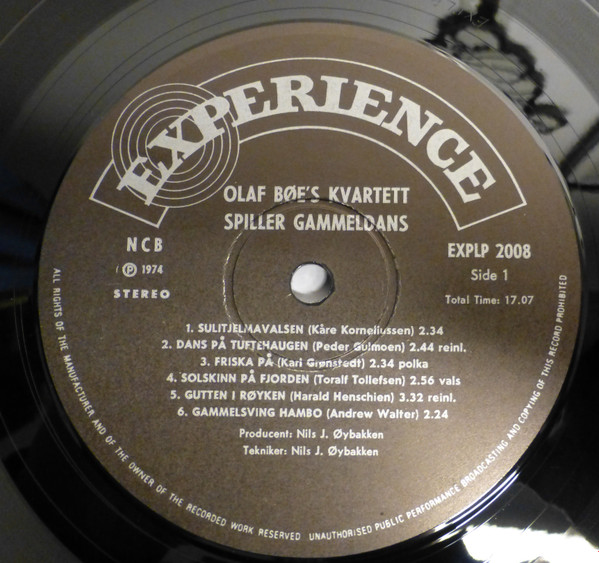 EXPERIENCE
OLAF BØE'S KVARTETT
SPILLER GAMMELDANS
NCB
Ⓟ 1974
STEREO
EXPLP 2008
Side 1
Total Time: 17.07
1. SULITJELMAVALSEN (Kåre Korneliussen) 2.34
2. DANS PÅ TUFTEHAUGEN (Peder Gulmoen) 2.44 reinl.
3. FRISKA PÅ (Kari Grønstedt) 2.34 polka
4. SOLSKINN PÅ FJORDEN (Toralf Tollefsen) 2.56 vals
5. GUTTEN I RØYKEN (Harald Henschien) 3.32 reinl.
6. GAMMELSVING HAMBO (Andrew Walter) 2.24
Producent: Nils J. Øybakken
Tekniker: Nils J. Øybakken
ALL RIGHTS OF THE MANUFACTURER AND OF THE OWNER OF THE RECORDED WORK RESERVED UNAUTHORISED PUBLIC PERFORMANCE BROADCASTING AND COPYING OF THIS RECORD PROHIBITED